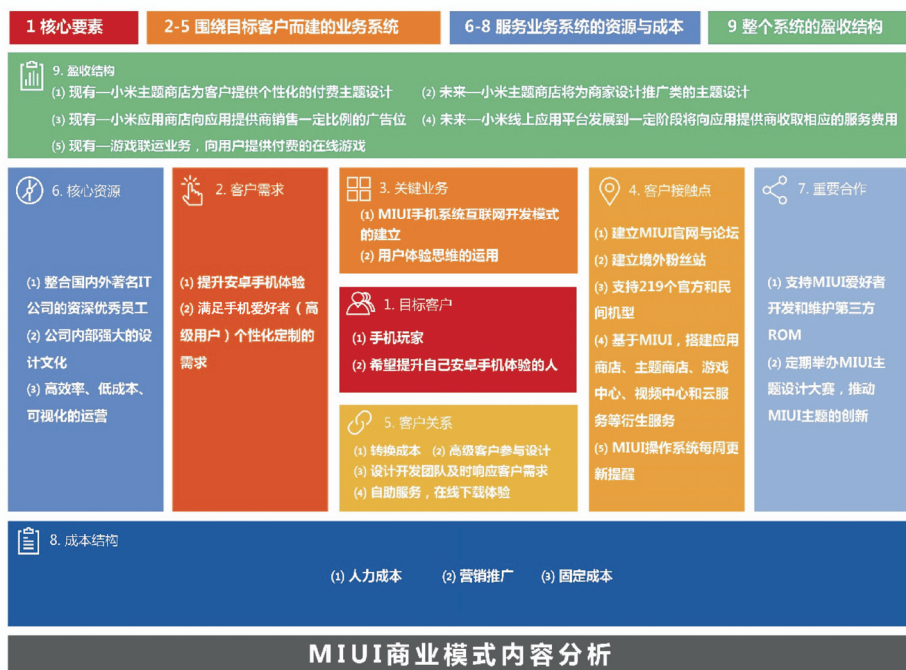 1 核心要素
2-5 围绕目标客户而建的业务系统
6-8 服务业务系统的资源与成本
9 整个系统的盈收结构
9. 盈收结构
(1) 现有—小米主题商店为客户提供个性化的付费主题设计
(2) 未来—小米主题商店将为商家设计推广类的主题设计
(3) 现有—小米应用商店向应用提供商销售一定比例的广告位
(4) 未来—小米线上应用平台发展到一定阶段将向应用提供商收取相应的服务费用
(5) 现有—游戏联运业务，向用户提供付费的在线游戏
6. 核心资源
(1) 整合国内外著名IT
公司的资深优秀员工
(2) 公司内部强大的设
计文化
(3) 高效率、低成本、
可视化的运营
2. 客户需求
(1) 提升安卓手机体验
(2) 满足手机爱好者（高
级用户）个性化定制的
需求
3. 关键业务
(1) MIUI手机系统互联网开发模式
的建立
(2) 用户体验思维的运用
1. 目标客户
(1) 手机玩家
(2) 希望提升自己安卓手机体验的人
5. 客户关系
(1) 转换成本 (2) 高级客户参与设计
(3) 设计开发团队及时响应客户需求
(4) 自助服务，在线下载体验
4. 客户接触点
(1) 建立MIUI官网与论坛
(2) 建立境外粉丝站
(3) 支持219个官方和民
间机型
(4) 基于MIUI，搭建应用
商店、主题商店、游戏
中心、视频中心和云服
务等衍生服务
(5) MIUI操作系统每周更
新提醒
7. 重要合作
(1) 支持MIUI爱好者
开发和维护第三方
ROM
(2) 定期举办MIUI主
题设计大赛，推动
MIUI主题的创新
8. 成本结构
(1) 人力成本 (2) 营销推广 (3) 固定成本
MIUI商业模式内容分析